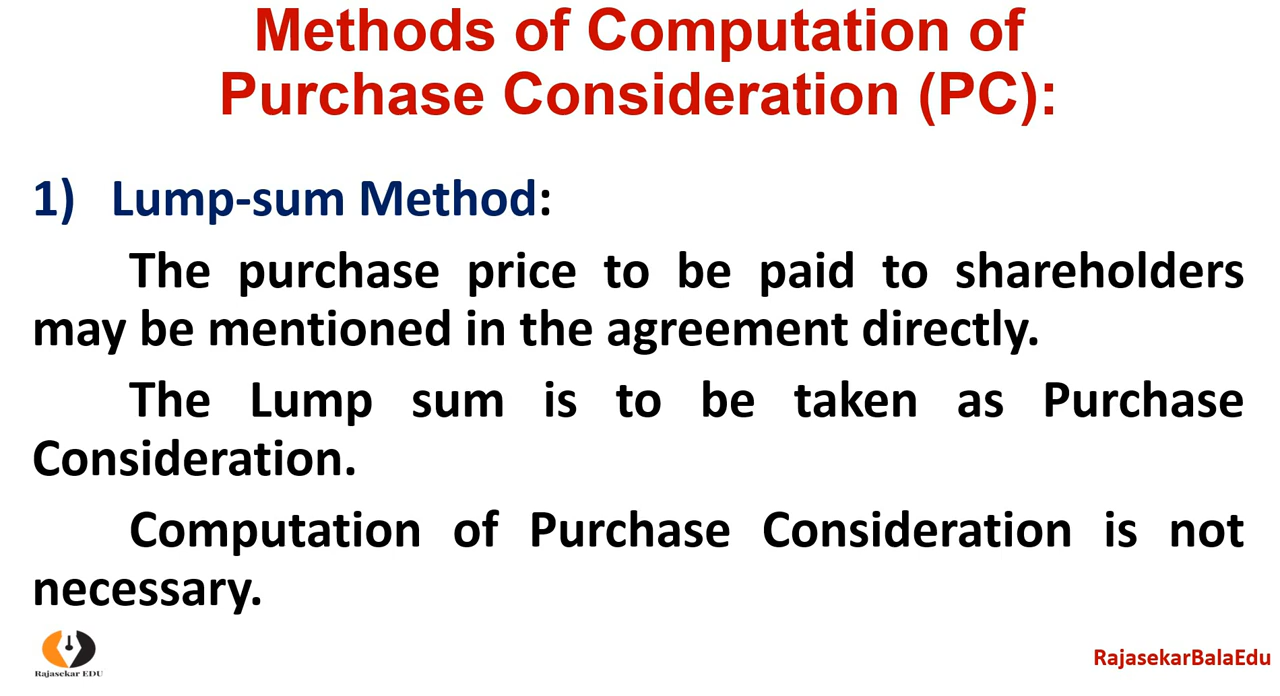 Methods of Computation of
Purchase Consideration (PC):
1) Lump-sum Method:
The purchase price to be paid to shareholders
may be mentioned in the agreement directly.
The Lump sum is to be taken as Purchase
Consideration.
Computation of Purchase Consideration is not
necessary.
Rajasekar EDU
RajasekarBalaEdu